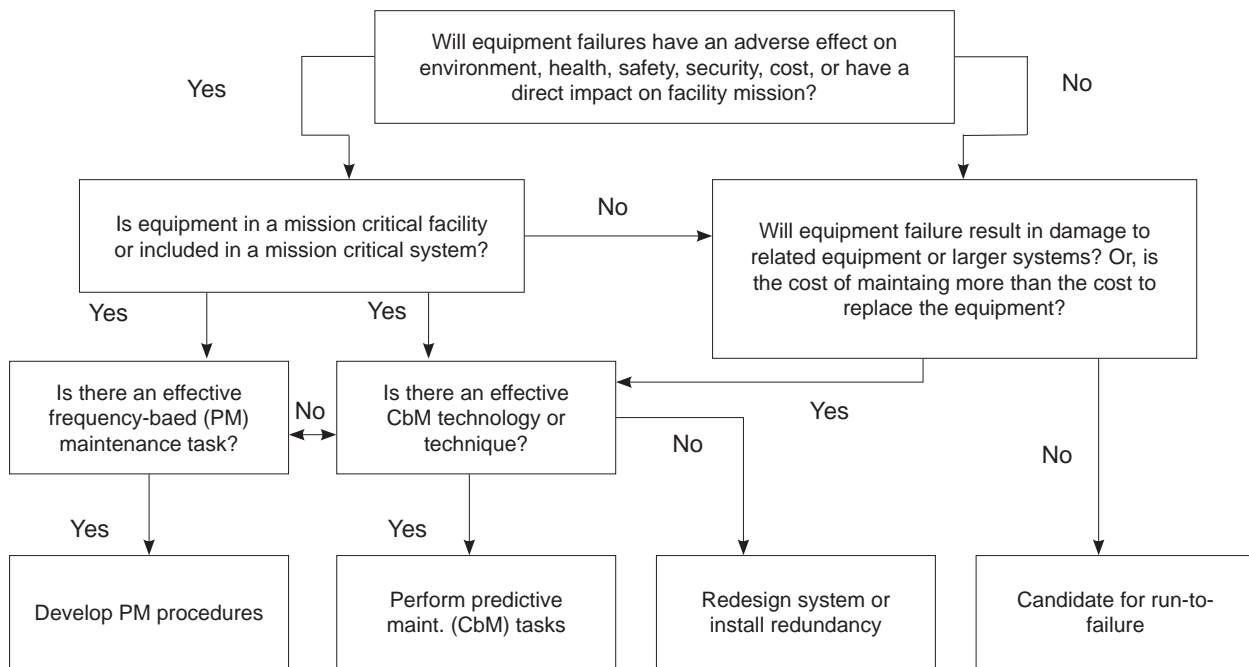 Will equipment failures have an adverse effect on
environment, health, safety, security, cost, or have a
direct impact on facility mission?
Yes
No
Is equipment in a mission critical facility
or included in a mission critical system?
No
Will equipment failure result in damage to
related equipment or larger systems? Or, is
the cost of maintaing more than the cost to
replace the equipment?
Yes
Yes
Is there an effective
frequency-baed (PM)
maintenance task?
No
Is there an effective
CbM technology or
technique?
Yes
No
No
Yes
Yes
Develop PM procedures
Perform predictive
maint. (CbM) tasks
Redesign system or
install redundancy
Candidate for run-to-
failure